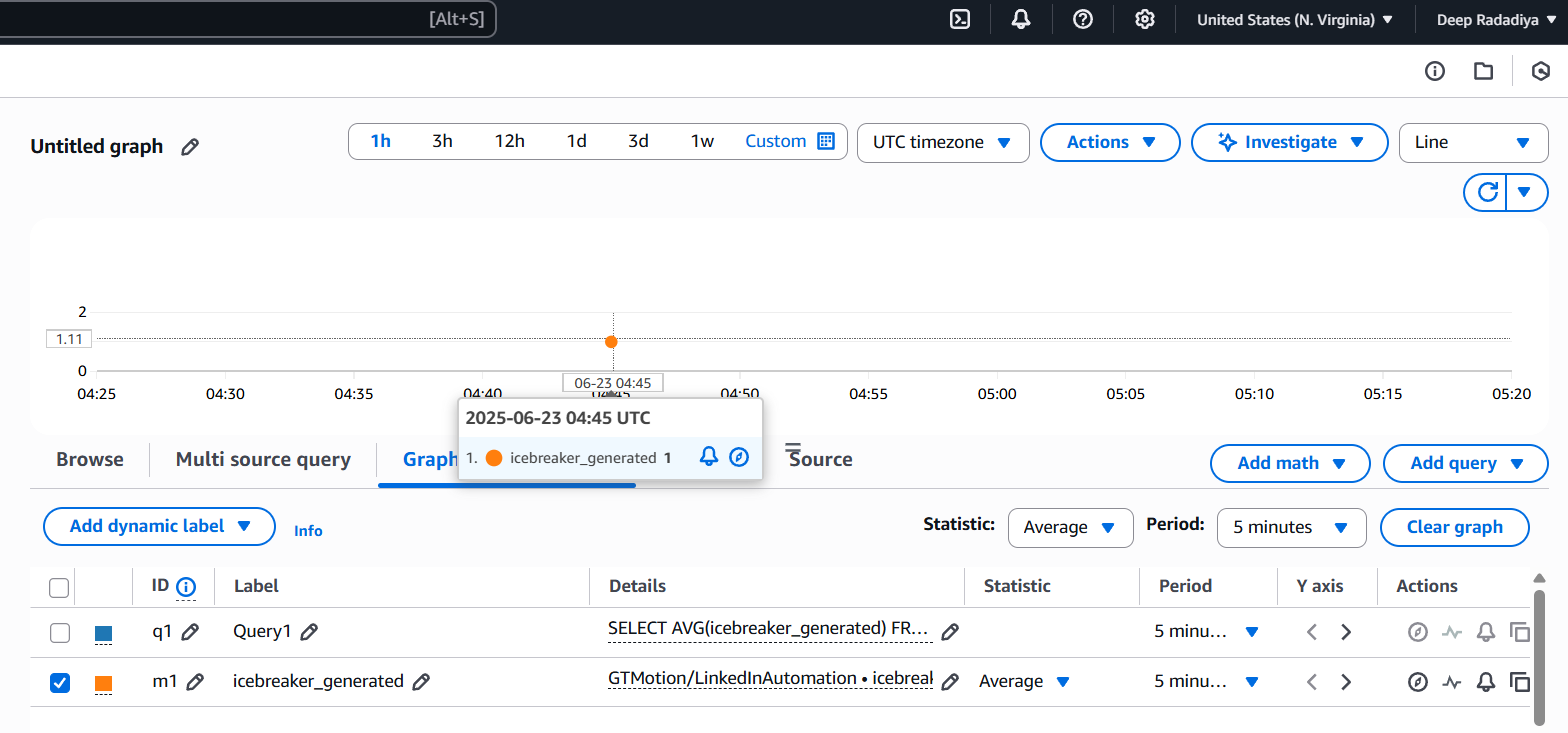 [Alt+S]
United States (N. Virginia)
Deep Radadiya
Untitled graph
1h 3h 12h 1d 3d 1w Custom
UTC timezone
Actions
Investigate
Line
2
1.11
0
04:25 04:30 04:35 04:40 04:45 04:50 04:55 05:00 05:05 05:10 05:15 05:20
06-23 04:45
2025-06-23 04:45 UTC
1. icebreaker_generated 1
Browse
Multi source query
Graph
Source
Add math
Add query
Add dynamic label
Info
Statistic:
Average
Period:
5 minutes
Clear graph
ID Label Details Statistic Period Y axis Actions
q1 Query1 SELECT AVG(icebreaker_generated) FR... 5 minu...
m1 icebreaker_generated GTMotion/LinkedInAutomation • icebreak Average 5 minu...